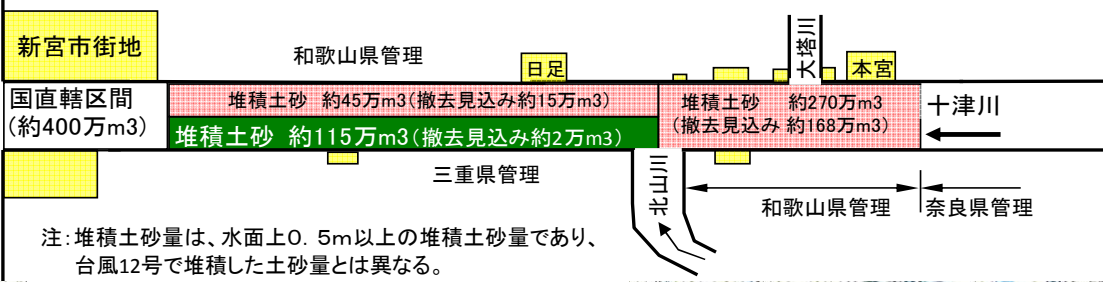 新宮市街地
和歌山県管理
日足
大塔川
本宮
国直轄区間
(約400万m3)
堆積土砂 約45万m3(撤去見込み約15万m3)
堆積土砂 約115万m3(撤去見込み約2万m3)
堆積土砂 約270万m3
(撤去見込み 約168万m3)
十津川
三重県管理
北山川
和歌山県管理
奈良県管理
注:堆積土砂量は、水面上0.5m以上の堆積土砂量であり、
台風12号で堆積した土砂量とは異なる。